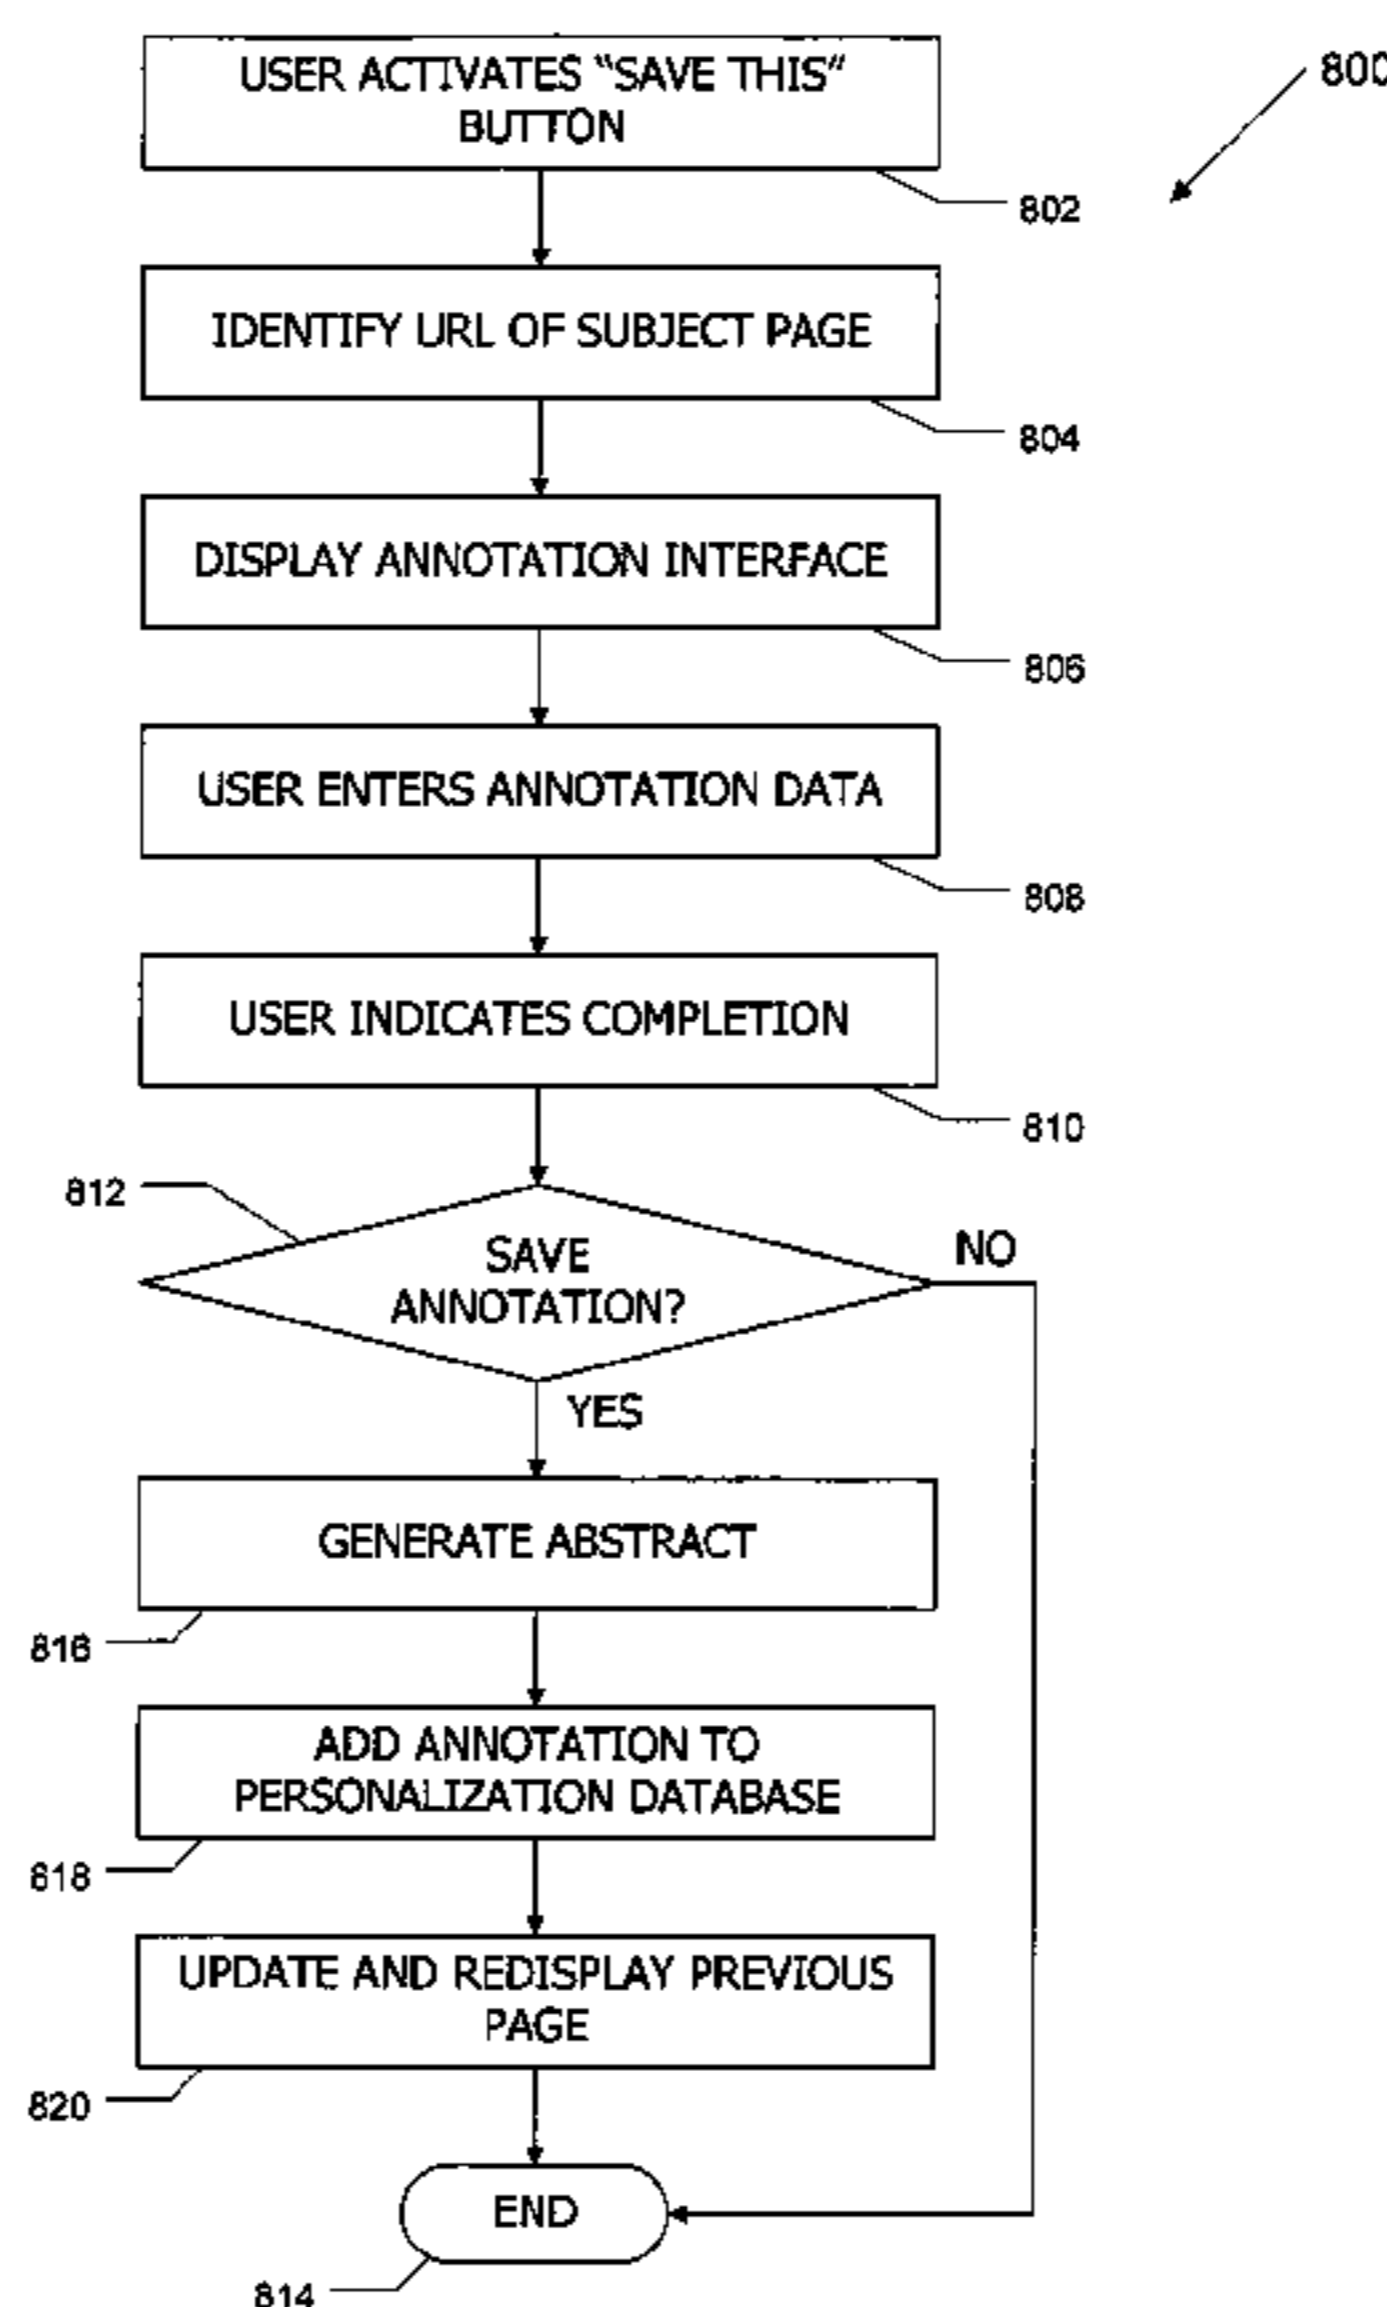 USER ACTIVATES “SAVE THIS”
BUTTON
800
802
IDENTIFY URL OF SUBJECT PAGE
804
DISPLAY ANNOTATION INTERFACE
806
USER ENTERS ANNOTATION DATA
808
USER INDICATES COMPLETION
810
812
SAVE
ANNOTATION?
NO
YES
GENERATE ABSTRACT
816
ADD ANNOTATION TO
PERSONALIZATION DATABASE
818
UPDATE AND REDISPLAY PREVIOUS
PAGE
820
END
814